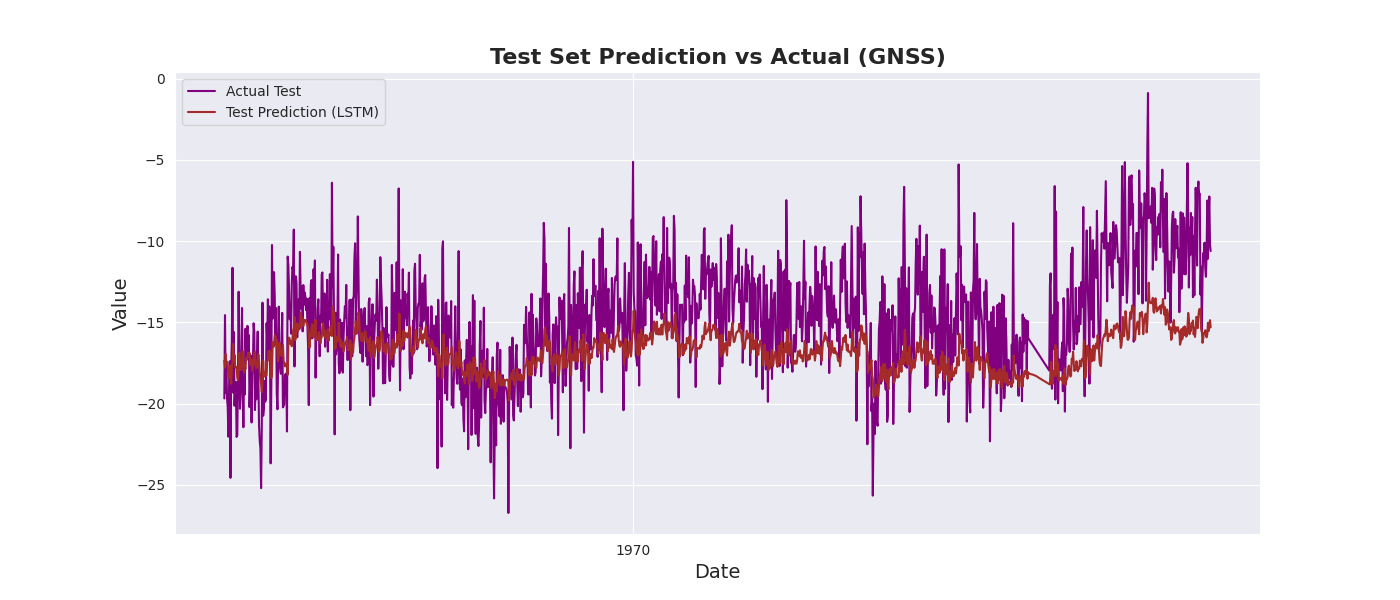 Test Set Prediction vs Actual (GNSS)
Actual Test
Test Prediction (LSTM)
0
−5
−10
−15
−20
−25
Value
1970
Date